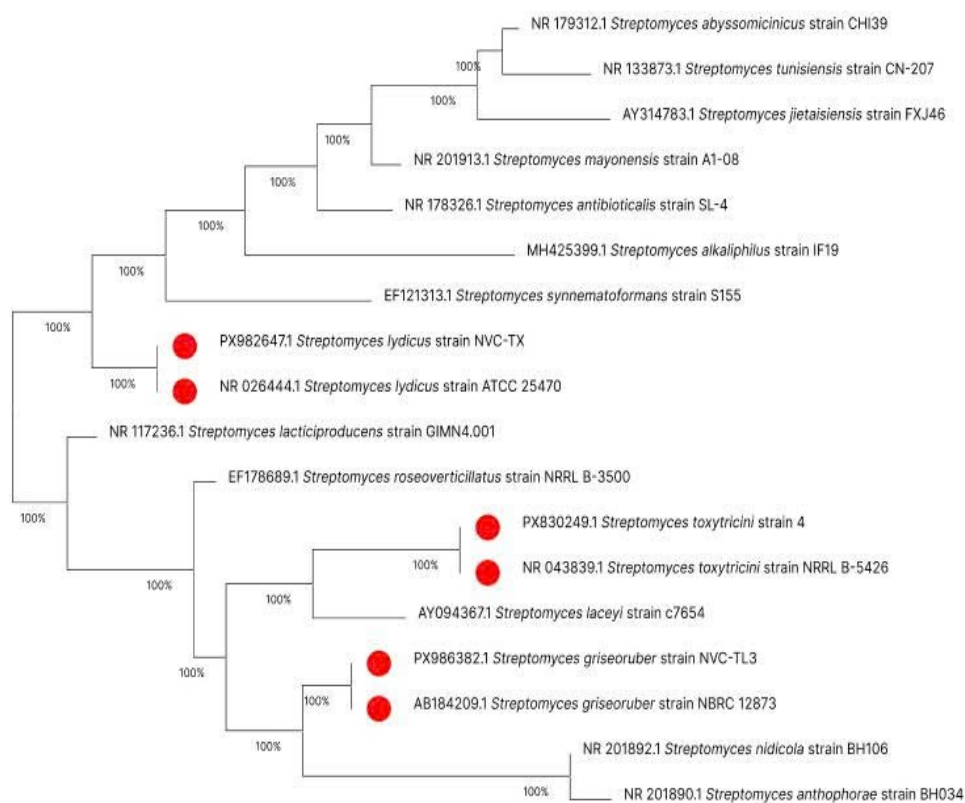 NR 179312.1 Streptomyces abyssomicinicus strain CHI39
100%
NR 133873.1 Streptomyces tunisiensis strain CN-207
100%
AY314783.1 Streptomyces jietaisiensis strain FXJ46
100%
NR 201913.1 Streptomyces mayonensis strain A1-08
100%
NR 178326.1 Streptomyces antibioticalis strain SL-4
100%
MH425399.1 Streptomyces alkaliphilus strain IF19
100%
EF121313.1 Streptomyces synnematoformans strain S155
100%
PX982647.1 Streptomyces lydicus strain NVC-TX
100%
NR 026444.1 Streptomyces lydicus strain ATCC 25470
NR 117236.1 Streptomyces lacticiproducens strain GIMN4.001
EF178689.1 Streptomyces roseoverticillatus strain NRRL B-3500
100%
PX830249.1 Streptomyces toxytricini strain 4
100%
NR 043839.1 Streptomyces toxytricini strain NRRL B-5426
100%
AY094367.1 Streptomyces laceyi strain c7654
100%
PX986382.1 Streptomyces griseoruber strain NVC-TL3
100%
100%
AB184209.1 Streptomyces griseoruber strain NBRC 12873
100%
NR 201892.1 Streptomyces nidicola strain BH106
100%
NR 201890.1 Streptomyces anthophorae strain BH034